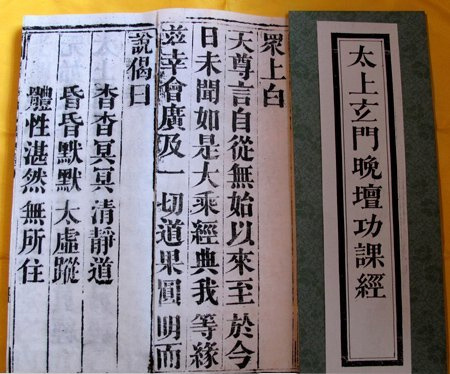 太上玄門晚壇功課經
眾上白
天尊言自從無始以來至於今
日未聞如是大乘經典我等緣
茲幸會廣及一切道果圓明而
說偈曰
杳杳冥冥清靜道
昏昏默默太虛蹤
體性湛然無所住